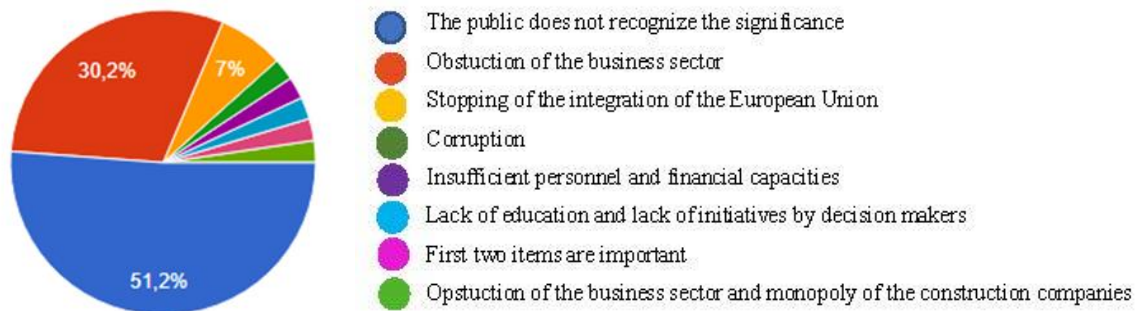 30,2%
7%
51,2%
The public does not recognize the significance
Obstuction of the business sector
Stopping of the integration of the European Union
Corruption
Insufficient personnel and financial capacities
Lack of education and lack of initiatives by decision makers
First two items are important
Opstuction of the business sector and monopoly of the construction companies